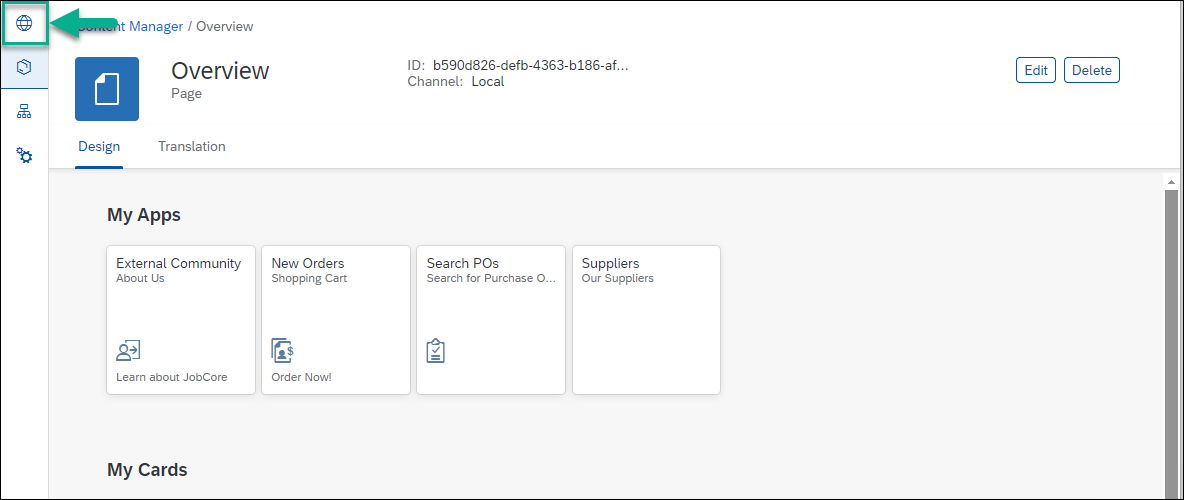 Content Manager / Overview
Overview
Page
ID: b590d826-defb-4363-b186-af...
Channel: Local
Edit
Delete
Design
Translation
My Apps
External Community
About Us
Learn about JobCore
New Orders
Shopping Cart
$
Order Now!
Search POs
Search for Purchase O...
Suppliers
Our Suppliers
My Cards